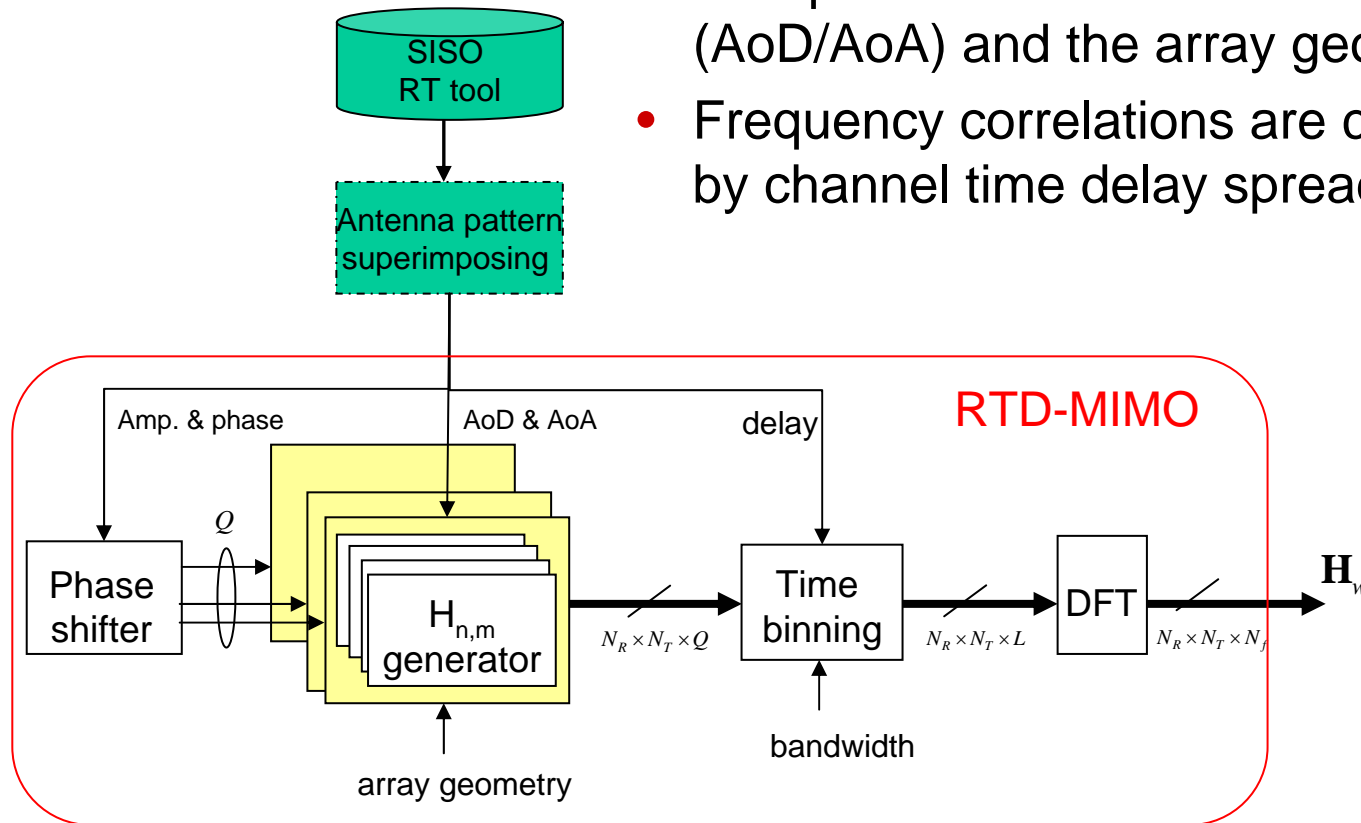 (AoD/AoA) and the array
• Frequency correlations are
by channel time delay
SISO
RT tool
Antenna pattern
superimposing
RTD-MIMO
Amp. & phase
AoD & AoA
delay
Q
Phase
shifter
H_{n,m}
generator
N_R × N_T × Q
Time
binning
N_R × N_T × L
DFT
N_R × N_T × N_f
H
array geometry
bandwidth